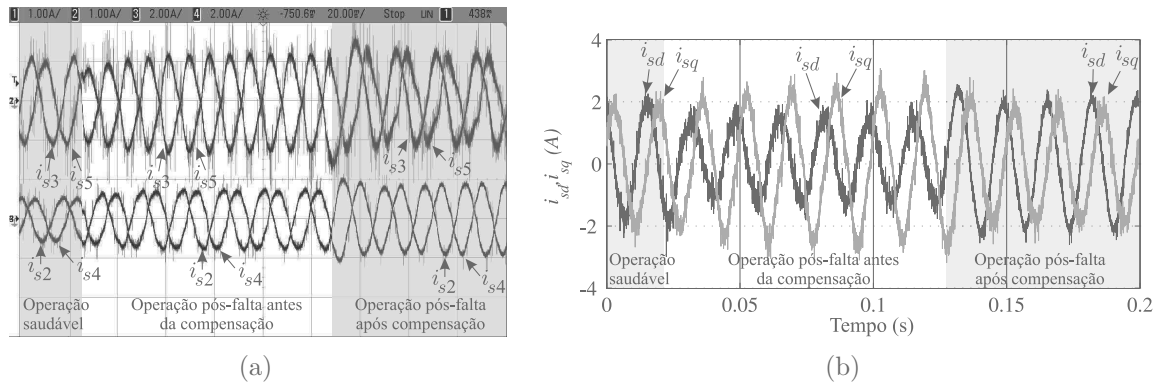 1 1.00A/ 2 1.00A/ 3 2.00A/ 4 2.00A/ -750.6 20.00 Stop LIN 1 438
i_s3 i_s5 i_s3 i_s5 i_s3 i_s5
i_s2 i_s4 i_s2 i_s4 i_s2 i_s4
Operação
saudável
Operação pós-falta antes
da compensação
Operação pós-falta
após compensação
(a)
4
2
0
-2
-4
i_sd, i_sq (A)
i_sd i_sq i_sd i_sq i_sd i_sq
Operação
saudável
Operação pós-falta antes
da compensação
Operação pós-falta
após compensação
0 0.05 0.1 0.15 0.2
Tempo (s)
(b)